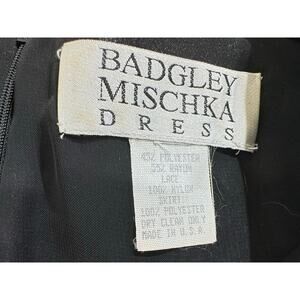 BADGLEY
MISCHKA
DRESS
45% POLYESTER
55% RAYON
LACE
100% NYLON
SKIRT:
100% POLYESTER
DRY CLEAN ONLY
MADE IN U.S.A.